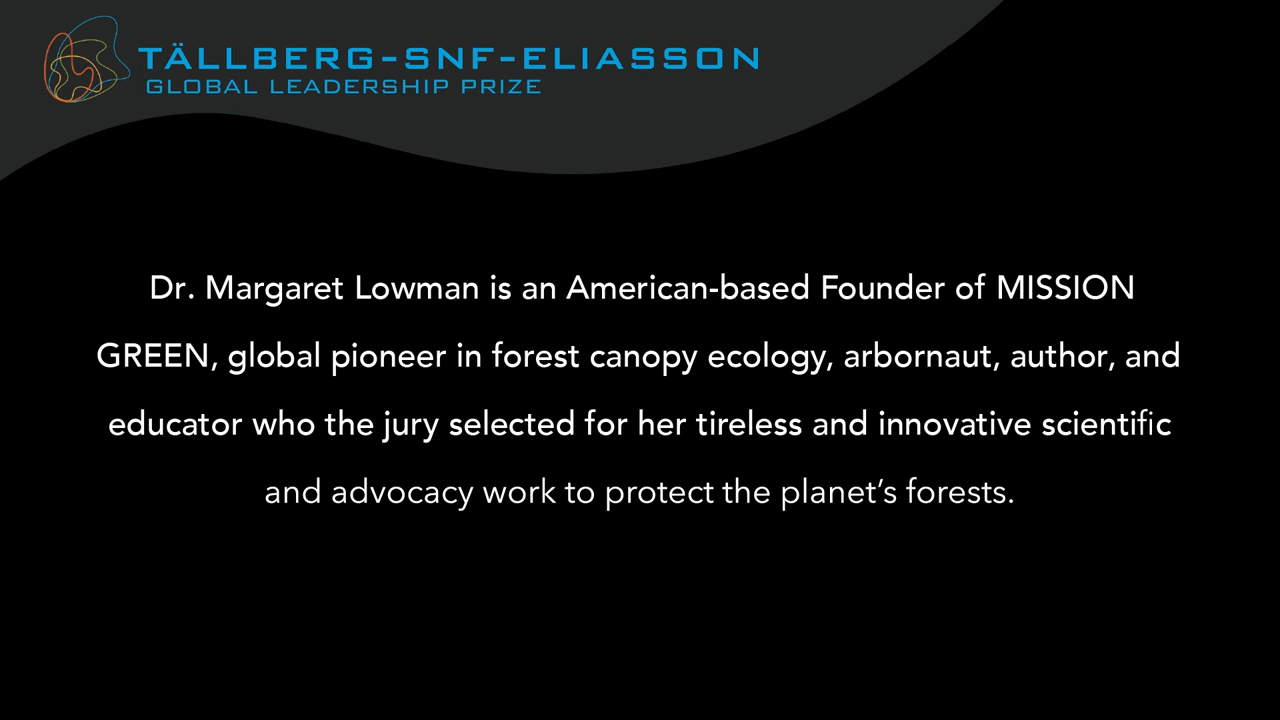 TÄLLBERG-SNF-ELIASSON
GLOBAL LEADERSHIP PRIZE
Dr. Margaret Lowman is an American-based Founder of MISSION
GREEN, global pioneer in forest canopy ecology, arbornaut, author, and
educator who the jury selected for her tireless and innovative scientific
and advocacy work to protect the planet’s forests.